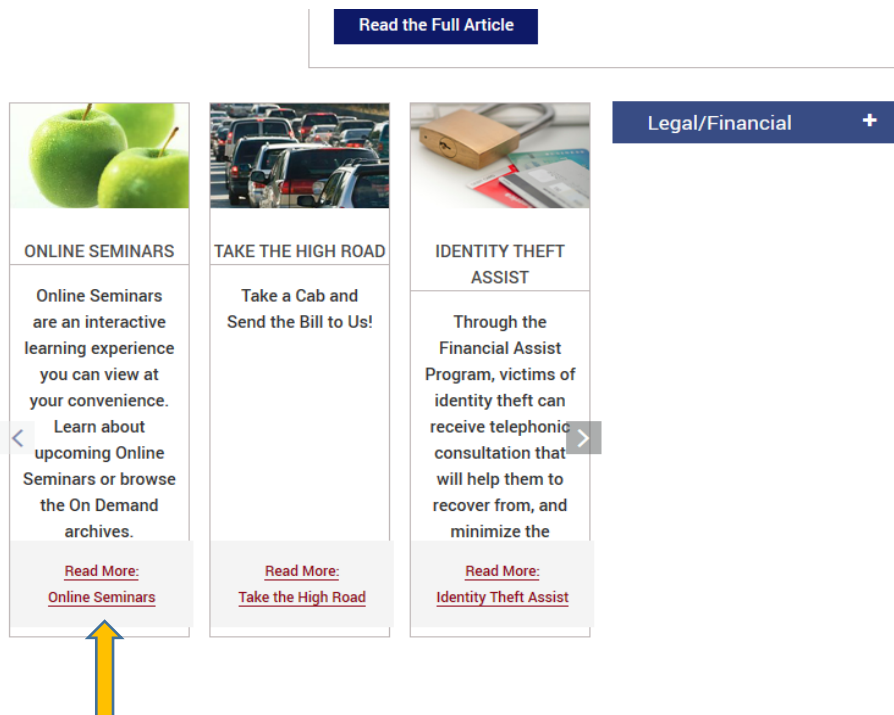 Read the Full Article
Legal/Financial +
ONLINE SEMINARS
Online Seminars
are an interactive
learning experience
you can view at
your convenience.
Learn about
upcoming Online
Seminars or browse
the On Demand
archives.
Read More:
Online Seminars
TAKE THE HIGH ROAD
Take a Cab and
Send the Bill to Us!
Read More:
Take the High Road
IDENTITY THEFT
ASSIST
Through the
Financial Assist
Program, victims of
identity theft can
receive telephonic
consultation that
will help them to
recover from, and
minimize the
Read More:
Identity Theft Assist